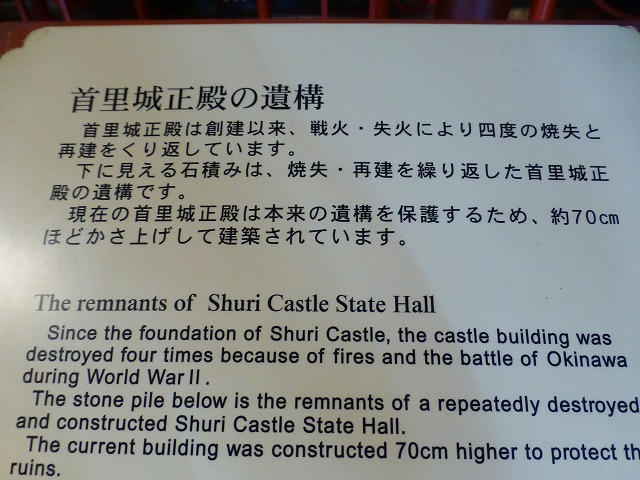 首里城正殿の遺構
首里城正殿は創建以来、戦火・失火により四度の焼失と
再建をくり返しています。
下に見える石積みは、焼失・再建を繰り返した首里城正
殿の遺構です。
現在の首里城正殿は本来の遺構を保護するため、約70cm
ほどかさ上げして建築されています。
The remnants of Shuri Castle State Hall
Since the foundation of Shuri Castle, the castle building was
destroyed four times because of fires and the battle of Okinawa
during World War II.
The stone pile below is the remnants of a repeatedly destroyed
and constructed Shuri Castle State Hall.
The current building was constructed 70cm higher to protect th
ruins.